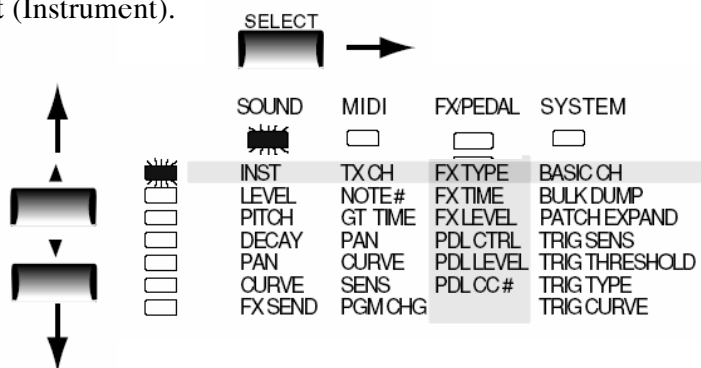 t (Instrument).
SELECT
SOUND MIDI FX/PEDAL SYSTEM
INST TX CH FX TYPE BASIC CH
LEVEL NOTE# FX TIME BULK DUMP
PITCH GT TIME FX LEVEL PATCH EXPAND
DECAY PAN PDL CTRL TRIG SENS
PAN CURVE PDL LEVEL TRIG THRESHOLD
CURVE SENS PDL CC# TRIG TYPE
FX SEND PGM CHG TRIG CURVE